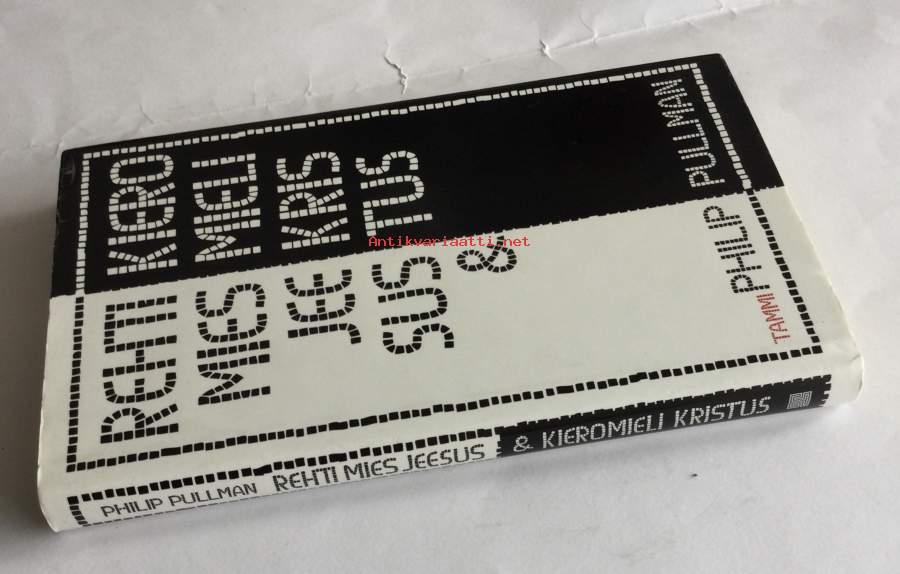 REHTI
MIES
JEE
SUS
&
KIERO
MIELI
KRIS
TUS
TAMMI
PHILIP PULLMAN
PHILIP PULLMAN REHTI MIES JEESUS & KIEROMIELI KRISTUS
Antikvariaatti.net